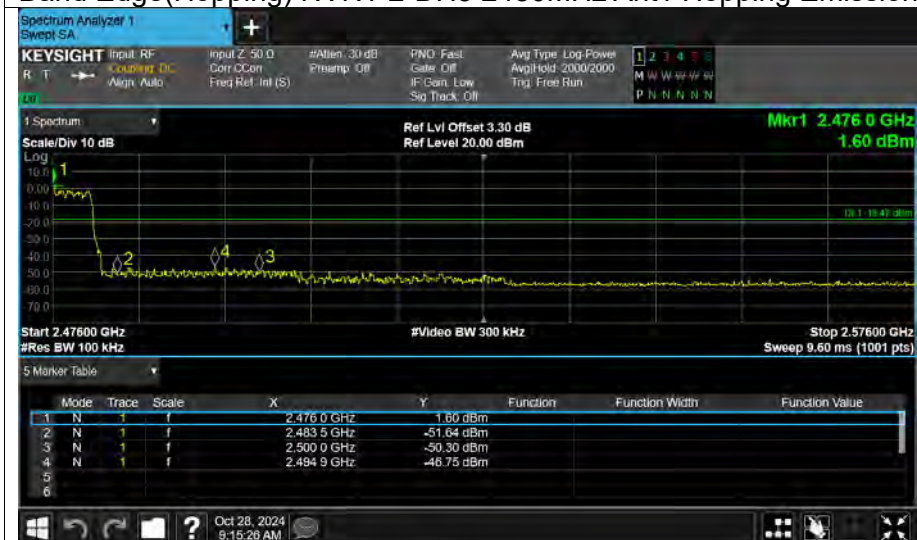 Spectrum Analyzer 1
Swept SA
+
KEYSIGHT Input: RF
R T Coupling: DC
Align: Auto
Input Z: 50 Ω
Corr CCorr
Freq Ref: Int (S)
#Atten: 30 dB
Preamp: Off
PNO: Fast
Gate: Off
IF Gain: Low
Sig Track: Off
Avg Type: Log-Power
Avg|Hold: 2000/2000
Trig: Free Run
1 2 3 4 5 6
M W W W W W
P N N N N N
1 Spectrum
Scale/Div 10 dB
Ref Lvl Offset 3.30 dB
Ref Level 20.00 dBm
Mkr1 2.476 0 GHz
1.60 dBm
Log
10.0
0.00
-10.0
-20.0
-30.0
-40.0
-50.0
-60.0
-70.0
1
2
4
3
DL1 -18.47 dBm
Start 2.47600 GHz
#Res BW 100 kHz
#Video BW 300 kHz
Stop 2.57600 GHz
Sweep 9.60 ms (1001 pts)
5 Marker Table
Mode Trace Scale X Y Function Function Width Function Value
1 N 1 f 2.476 0 GHz 1.60 dBm
2 N 1 f 2.483 5 GHz -51.64 dBm
3 N 1 f 2.500 0 GHz -50.30 dBm
4 N 1 f 2.494 9 GHz -46.75 dBm
5
6
?
Oct 28, 2024
9:15:26 AM